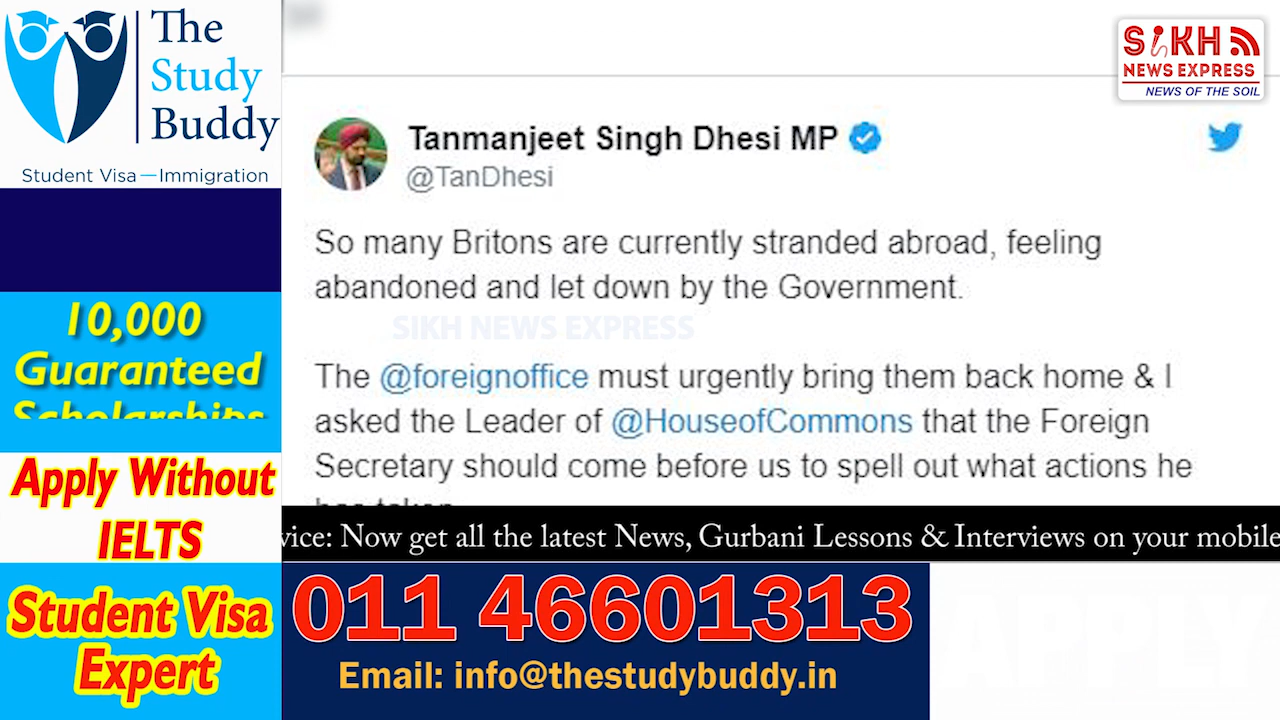 The
Study
Buddy
Student Visa—Immigration
10,000
Guaranteed
Scholarships
Apply Without
IELTS
Student Visa
Expert
SiKH
NEWS EXPRESS
NEWS OF THE SOIL
Tanmanjeet Singh Dhesi MP
@TanDhesi
So many Britons are currently stranded abroad, feeling
abandoned and let down by the Government.
SIKH NEWS EXPRESS
The @foreignoffice must urgently bring them back home & I
asked the Leader of @HouseofCommons that the Foreign
Secretary should come before us to spell out what actions he
has taken
vice: Now get all the latest News, Gurbani Lessons & Interviews on your mobile
011 46601313
Email: info@thestudybuddy.in
APPLY